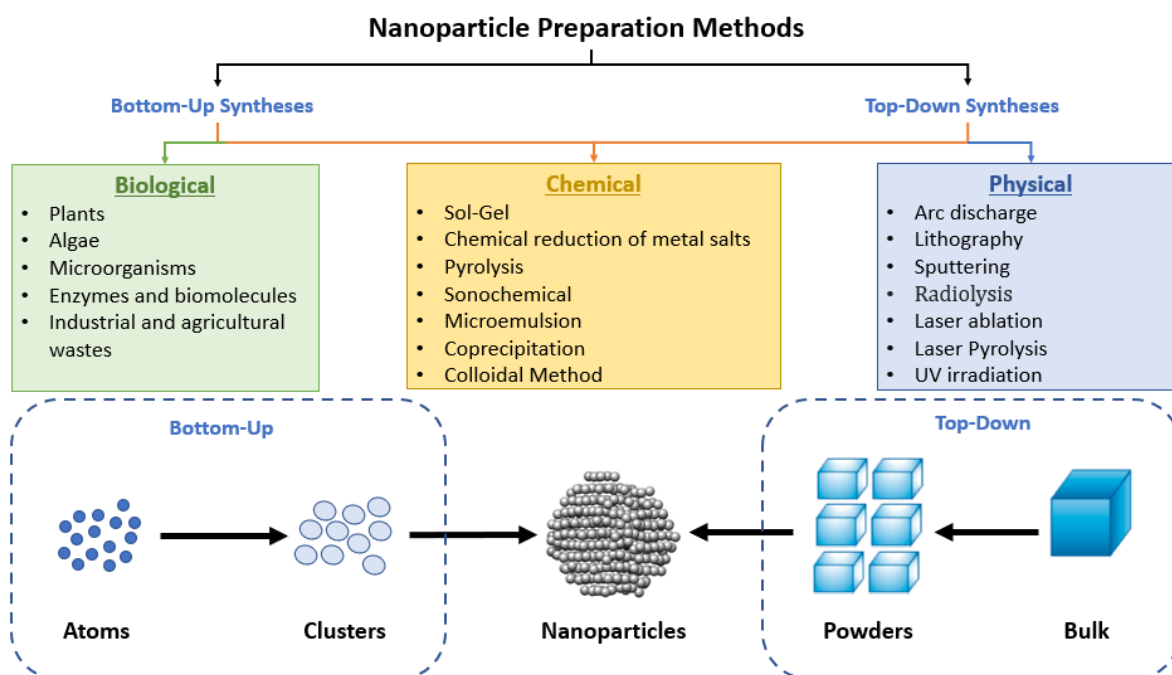 Nanoparticle Preparation Methods
Bottom-Up Syntheses
Top-Down Syntheses
Biological
• Plants
• Algae
• Microorganisms
• Enzymes and biomolecules
• Industrial and agricultural
wastes
Chemical
• Sol-Gel
• Chemical reduction of metal salts
• Pyrolysis
• Sonochemical
• Microemulsion
• Coprecipitation
• Colloidal Method
Physical
• Arc discharge
• Lithography
• Sputtering
• Radiolysis
• Laser ablation
• Laser Pyrolysis
• UV irradiation
Bottom-Up
Top-Down
Atoms
Clusters
Nanoparticles
Powders
Bulk